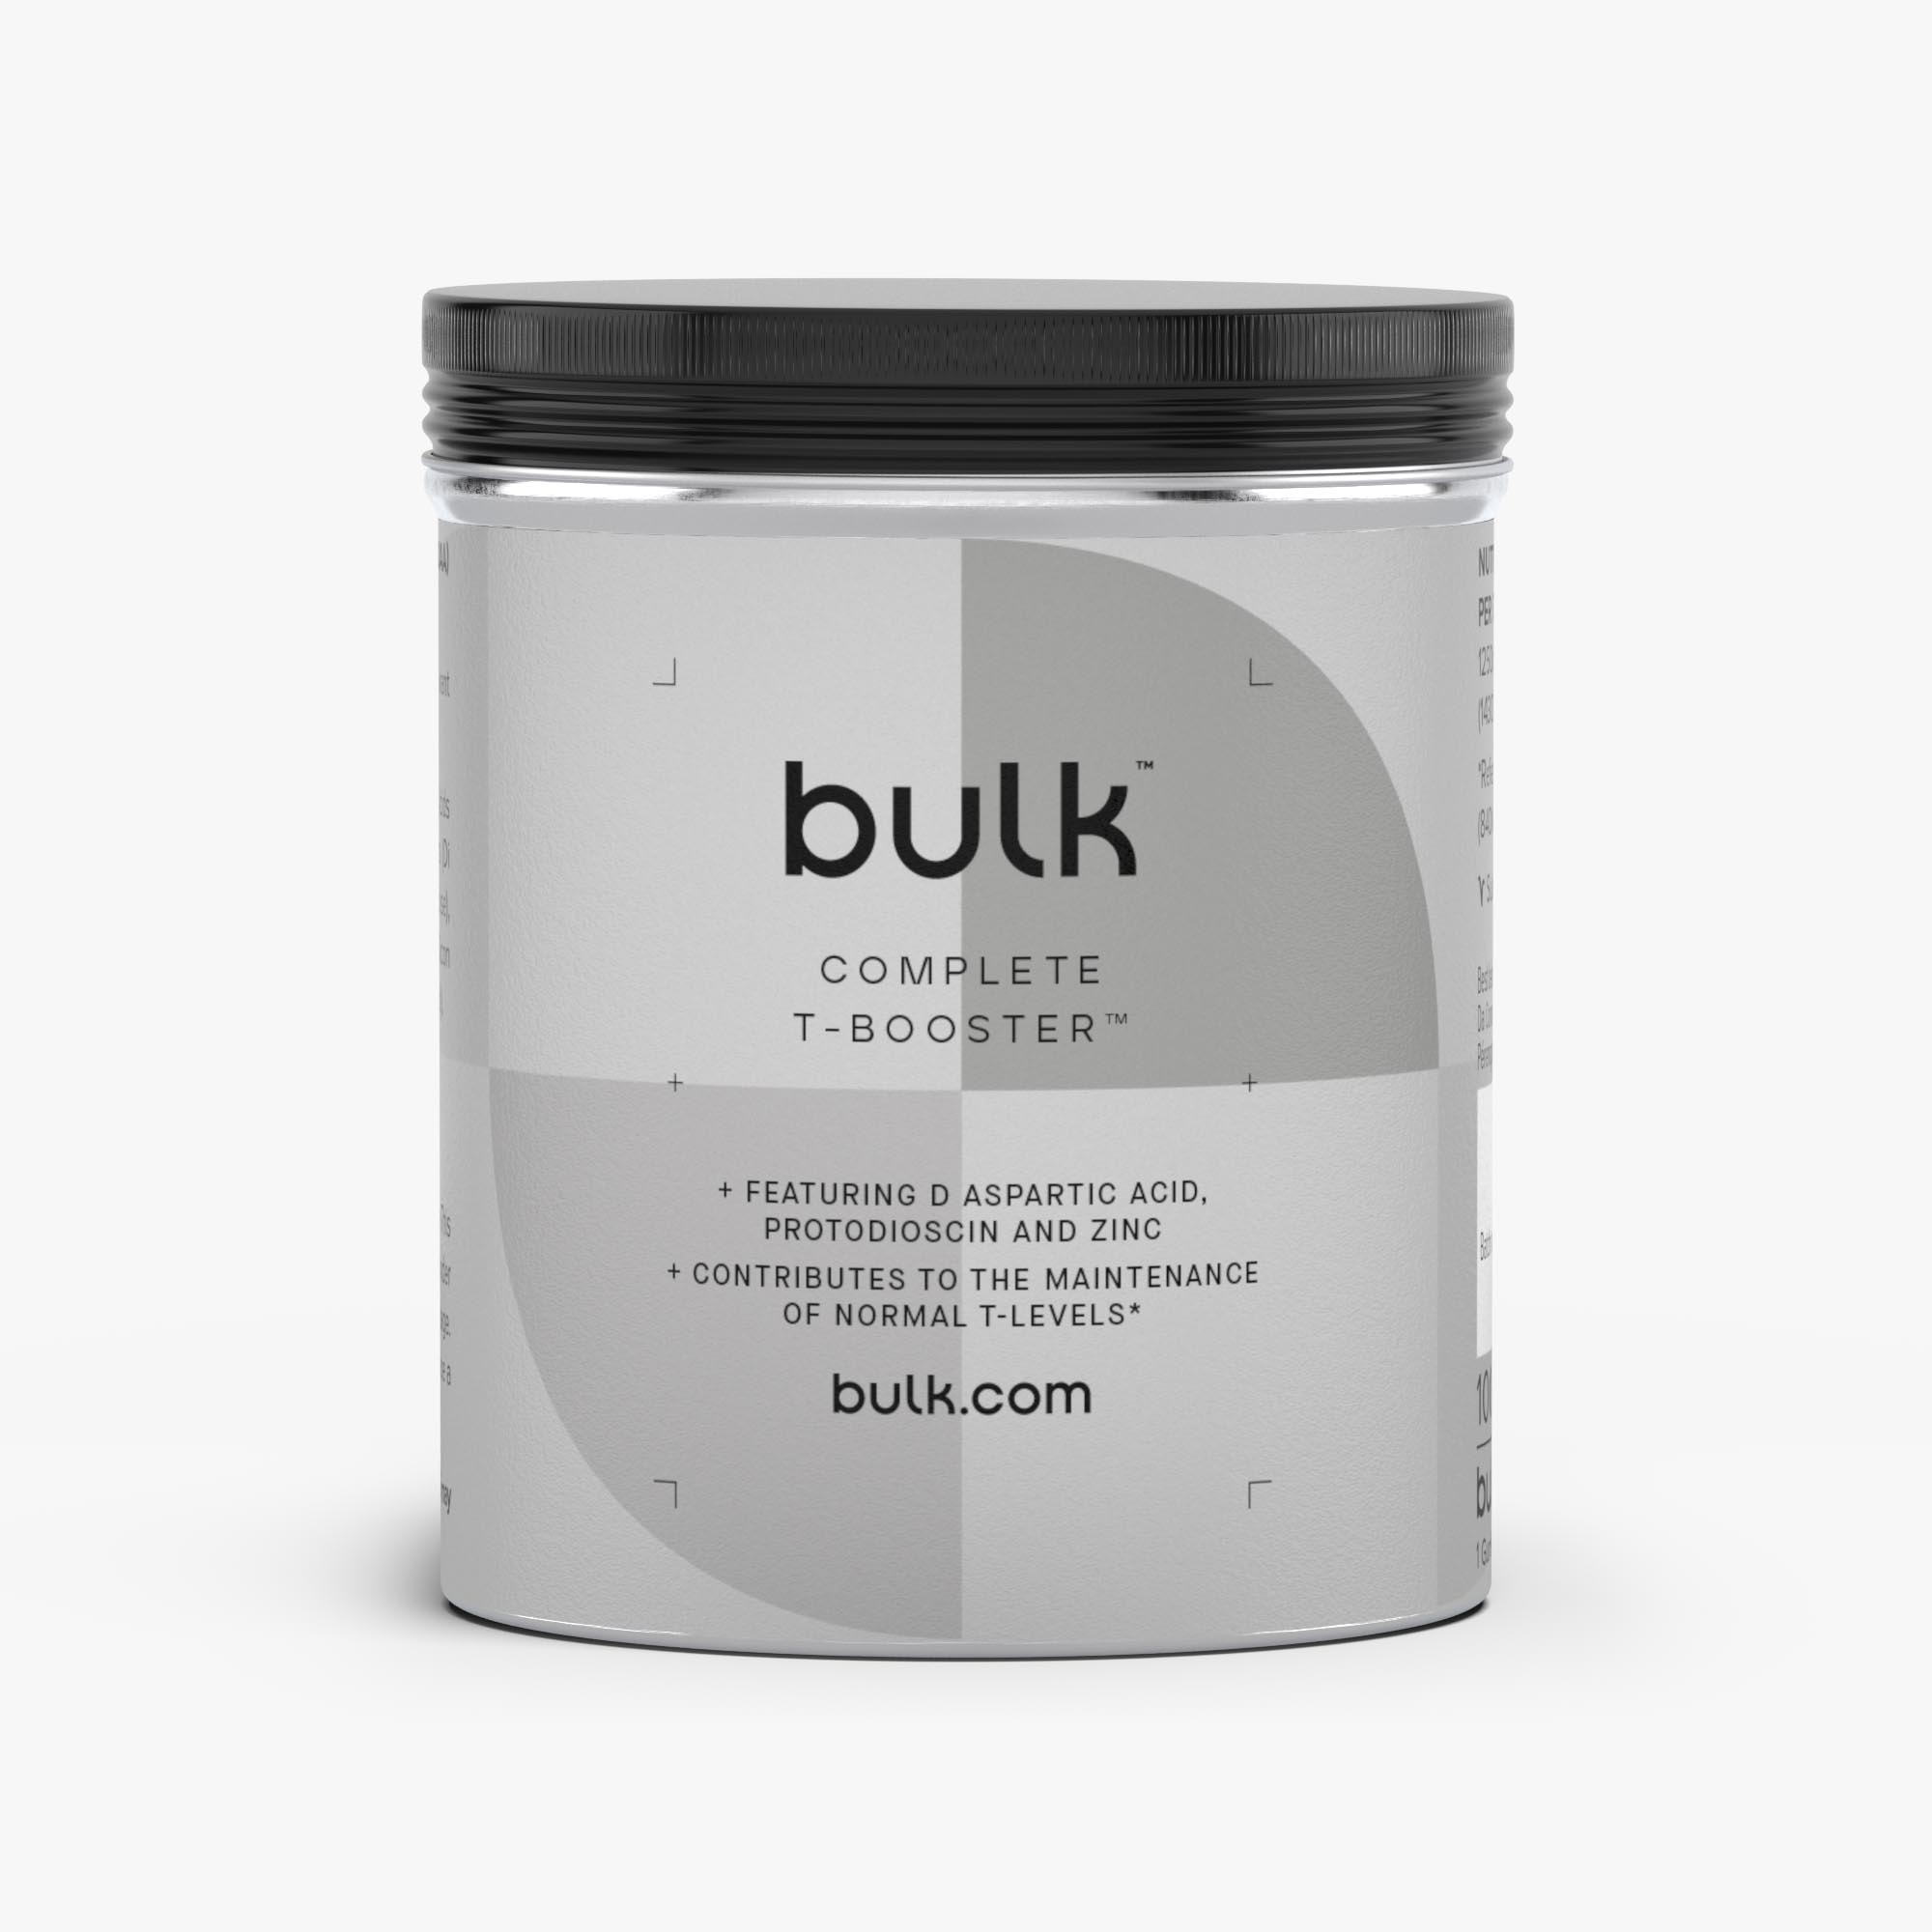 bulk™
COMPLETE
T-BOOSTER™
+ FEATURING D ASPARTIC ACID,
PROTODIOSCIN AND ZINC
+ CONTRIBUTES TO THE MAINTENANCE
OF NORMAL T-LEVELS*
bulk.com